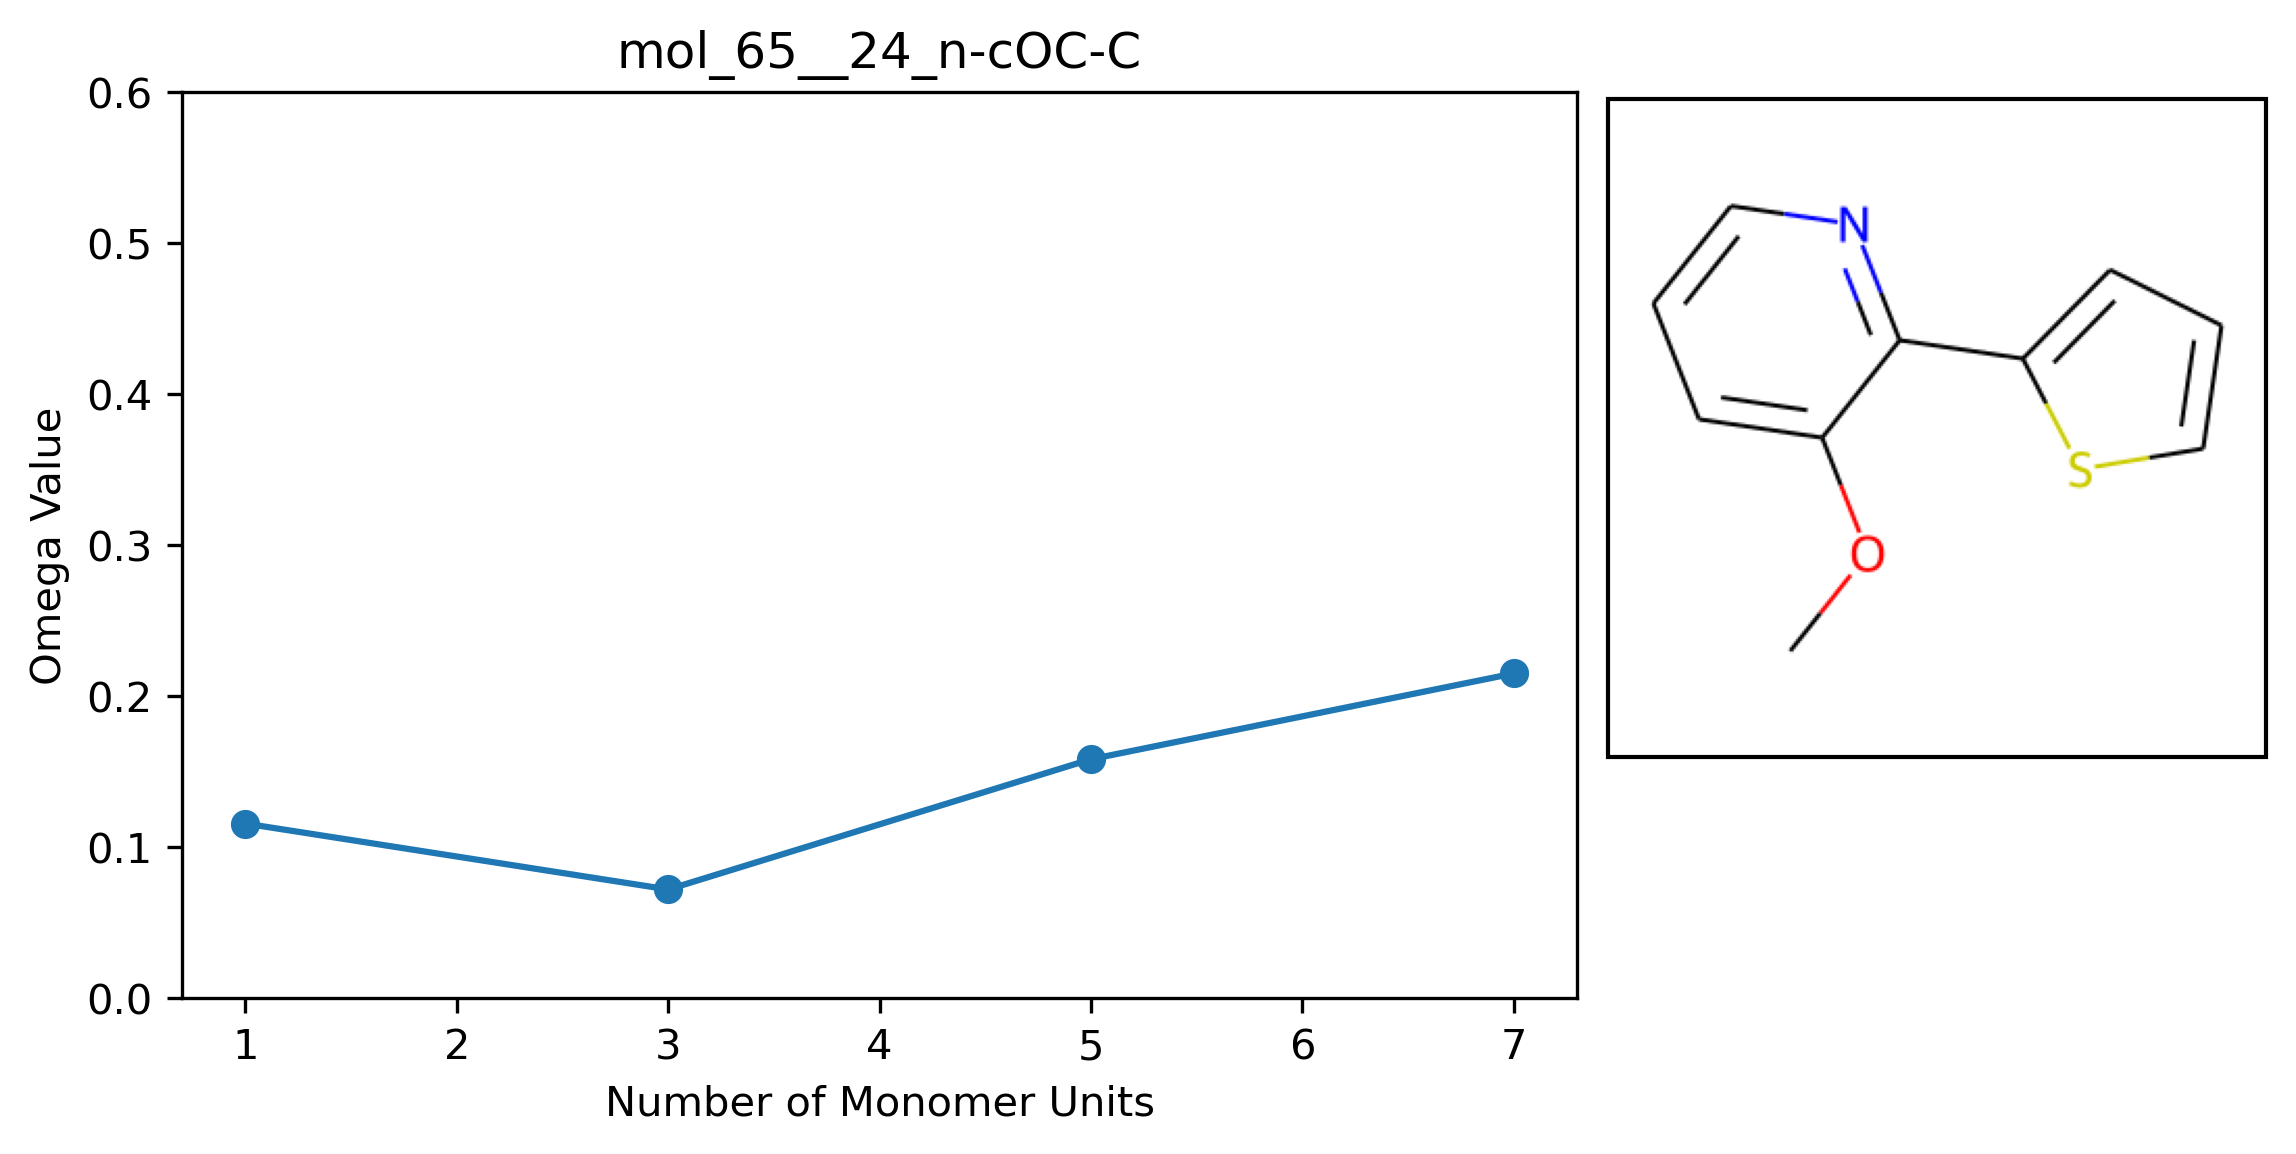 mol_65__24_n-cOC-C
0.6
0.5
0.4
0.3
0.2
0.1
0.0
Omega Value
1 2 3 4 5 6 7
Number of Monomer Units
N
S
O